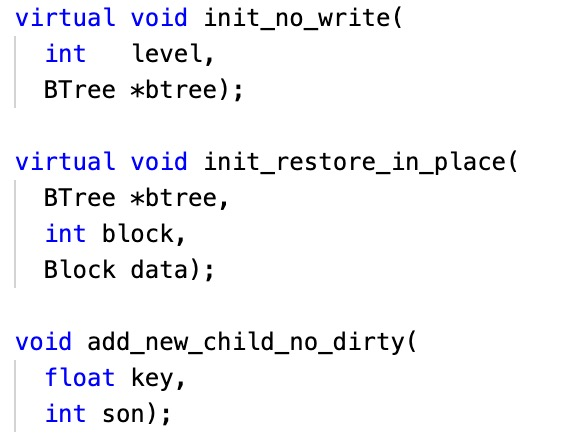 virtual void init_no_write(
int   level,
BTree *btree);
virtual void init_restore_in_place(
BTree *btree,
int block,
Block data);
void add_new_child_no_dirty(
float key,
int son);